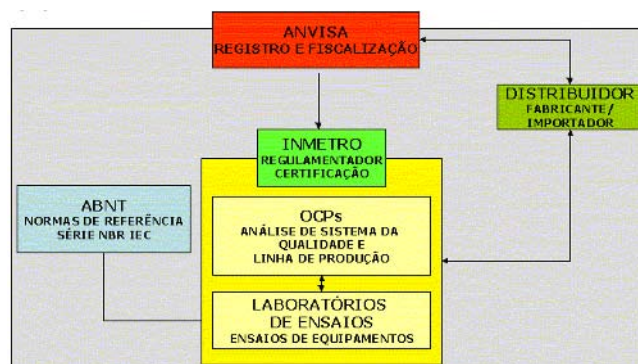 ANVISA
REGISTRO E FISCALIZAÇÃO
DISTRIBUIDOR
FABRICANTE/
IMPORTADOR
INMETRO
REGULAMENTADOR
CERTIFICAÇÃO
ABNT
NORMAS DE REFERÊNCIA
SÉRIE NBR IEC
OCPs
ANÁLISE DE SISTEMA DA
QUALIDADE E
LINHA DE PRODUÇÃO
LABORATÓRIOS
DE ENSAIOS
ENSAIOS DE EQUIPAMENTOS